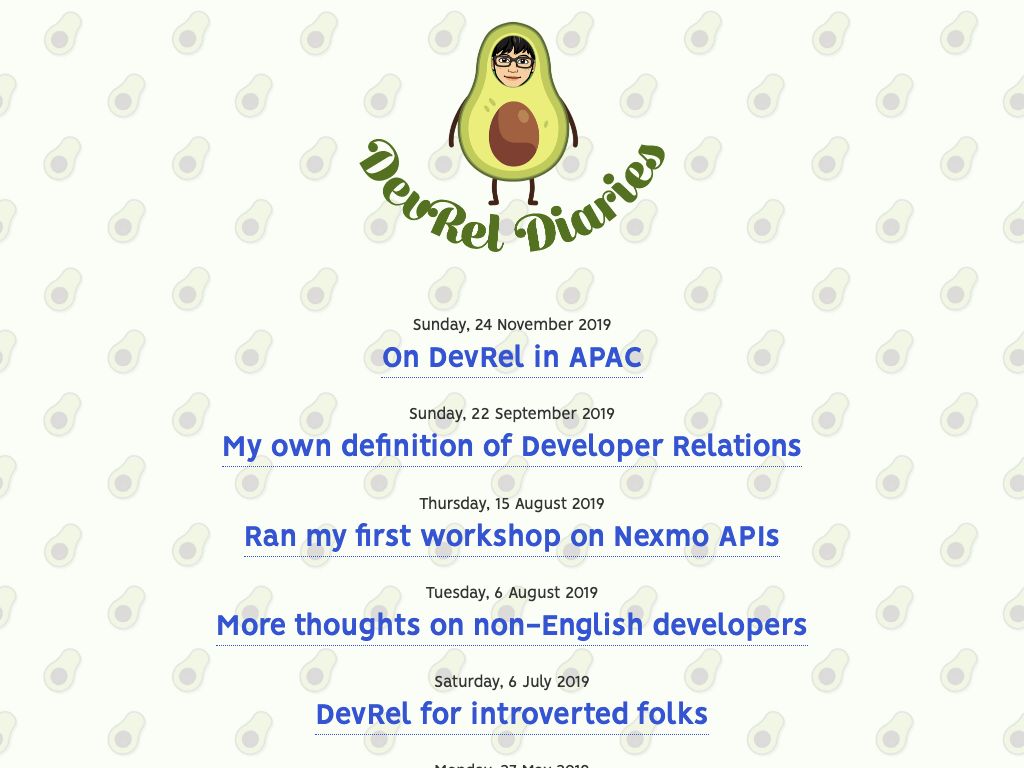 DevRel Diaries
Sunday, 24 November 2019
On DevRel in APAC
Sunday, 22 September 2019
My own definition of Developer Relations
Thursday, 15 August 2019
Ran my first workshop on Nexmo APIs
Tuesday, 6 August 2019
More thoughts on non-English developers
Saturday, 6 July 2019
DevRel for introverted folks